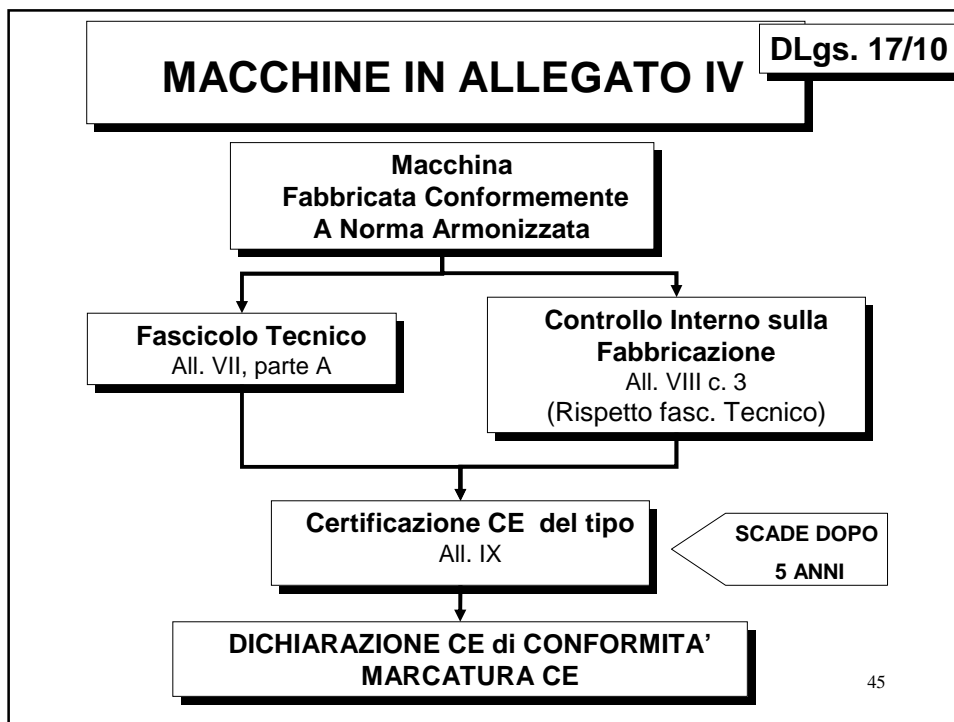 DLgs. 17/10
MACCHINE IN ALLEGATO IV
Macchina
Fabbricata Conformemente
A Norma Armonizzata
Fascicolo Tecnico
All. VII, parte A
Controllo Interno sulla
Fabbricazione
All. VIII c. 3
(Rispetto fasc. Tecnico)
Certificazione CE del tipo
All. IX
SCADE DOPO
5 ANNI
DICHIARAZIONE CE di CONFORMITA'
MARCATURA CE
45